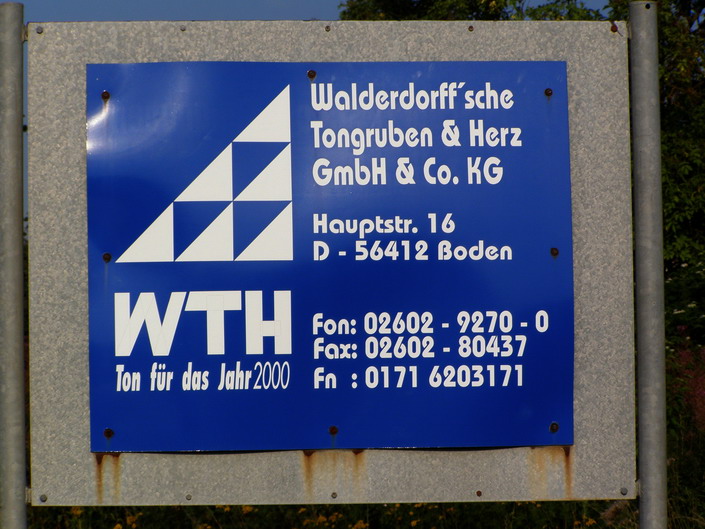 Walderdorff'sche
Tongruben & Herz
GmbH & Co. KG
Hauptstr. 16
D - 56412 Boden
WTH
Ton für das Jahr 2000
Fon: 02602 - 9270 - 0
Fax: 02602 - 80437
Fn : 0171 6203171